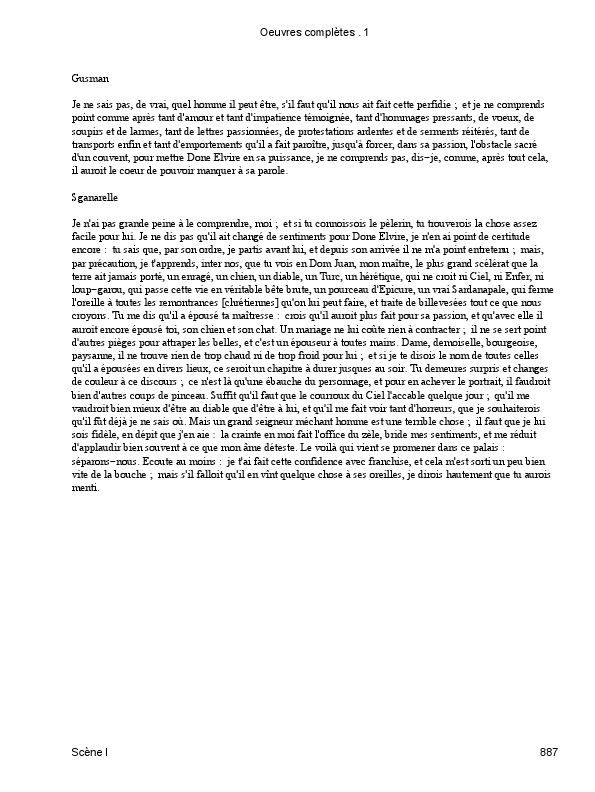 Oeuvres complètes . 1
Gusman
Je ne sais pas, de vrai, quel homme il peut être, s'il faut qu'il nous ait fait cette perfidie ; et je ne comprends
point comme après tant d'amour et tant d'impatience témoignée, tant d'hommages pressants, de voeux, de
soupirs et de larmes, tant de lettres passionnées, de protestations ardentes et de serments réitérés, tant de
transports enfin et tant d'emportements qu'il a fait paroître, jusqu'à forcer, dans sa passion, l'obstacle sacré
d'un couvent, pour mettre Done Elvire en sa puissance, je ne comprends pas, dis−je, comme, après tout cela,
il auroit le coeur de pouvoir manquer à sa parole.
Sganarelle
Je n'ai pas grande peine à le comprendre, moi ; et si tu connoissois le pèlerin, tu trouverois la chose assez
facile pour lui. Je ne dis pas qu'il ait changé de sentiments pour Done Elvire, je n'en ai point de certitude
encore : tu sais que, par son ordre, je partis avant lui, et depuis son arrivée il ne m'a point entretenu ; mais,
par précaution, je t'apprends, inter nos, que tu vois en Dom Juan, mon maître, le plus grand scélérat que la
terre ait jamais porté, un enragé, un chien, un diable, un Turc, un hérétique, qui ne croit ni Ciel, ni Enfer, ni
loup−garou, qui passe cette vie en véritable bête brute, un pourceau d'Epicure, un vrai Sardanapale, qui ferme
l'oreille à toutes les remontrances [chrétiennes] qu'on lui peut faire, et traite de billevesées tout ce que nous
croyons. Tu me dis qu'il a épousé ta maîtresse : crois qu'il auroit plus fait pour sa passion, et qu'avec elle il
auroit encore épousé toi, son chien et son chat. Un mariage ne lui coûte rien à contracter ; il ne se sert point
d'autres pièges pour attraper les belles, et c'est un épouseur à toutes mains. Dame, demoiselle, bourgeoise,
paysanne, il ne trouve rien de trop chaud ni de trop froid pour lui ; et si je te disois le nom de toutes celles
qu'il a épousées en divers lieux, ce seroit un chapitre à durer jusques au soir. Tu demeures surpris et changes
de couleur à ce discours ; ce n'est là qu'une ébauche du personnage, et pour en achever le portrait, il faudroit
bien d'autres coups de pinceau. Suffit qu'il faut que le courroux du Ciel l'accable quelque jour ; qu'il me
vaudroit bien mieux d'être au diable que d'être à lui, et qu'il me fait voir tant d'horreurs, que je souhaiterois
qu'il fût déjà je ne sais où. Mais un grand seigneur méchant homme est une terrible chose ; il faut que je lui
sois fidèle, en dépit que j'en aie : la crainte en moi fait l'office du zèle, bride mes sentiments, et me réduit
d'applaudir bien souvent à ce que mon âme déteste. Le voilà qui vient se promener dans ce palais :
séparons−nous. Ecoute au moins : je t'ai fait cette confidence avec franchise, et cela m'est sorti un peu bien
vite de la bouche ; mais s'il falloit qu'il en vînt quelque chose à ses oreilles, je dirois hautement que tu aurois
menti.
Scène I 887